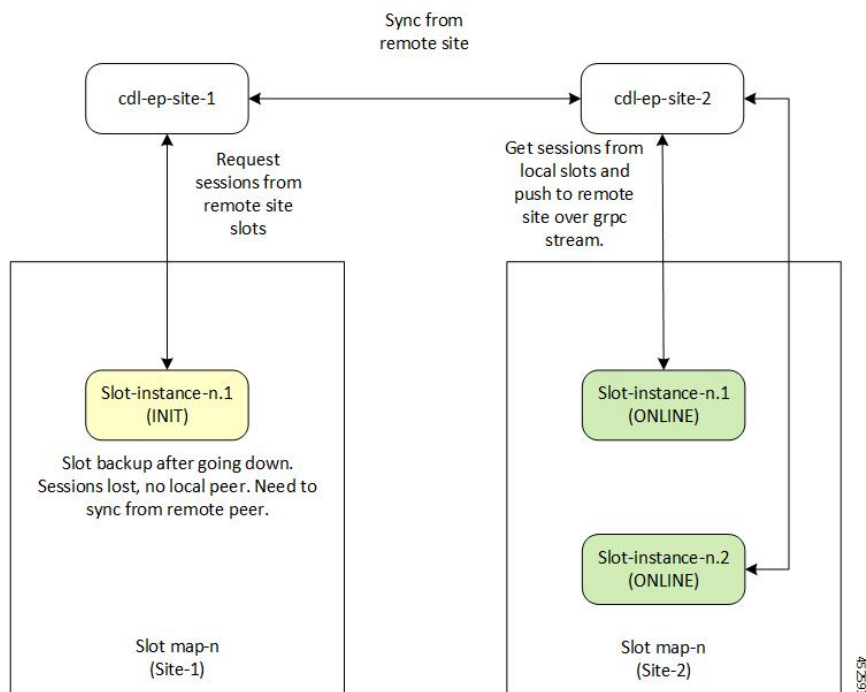 Sync from
remote site
cdl-ep-site-1
cdl-ep-site-2
Request
sessions from
remote site
slots
Get sessions from
local slots and
push to remote
site over grpc
stream.
Slot-instance-n.1
(INIT)
Slot backup after going down.
Sessions lost, no local peer. Need to
sync from remote peer.
Slot map-n
(Site-1)
Slot-instance-n.1
(ONLINE)
Slot-instance-n.2
(ONLINE)
Slot map-n
(Site-2)